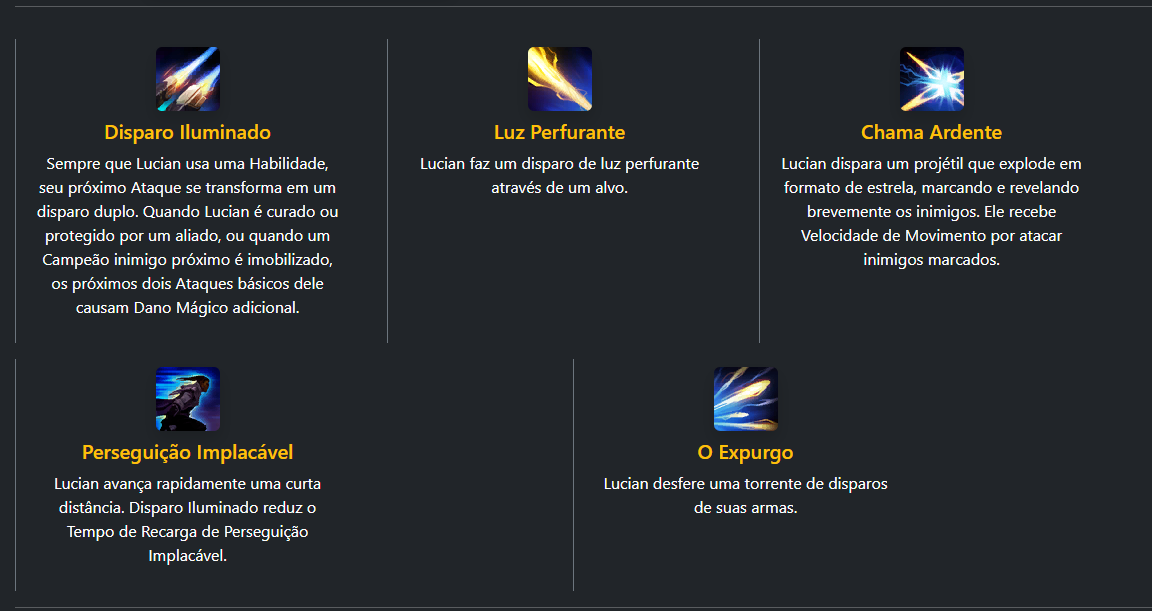 Disparo Iluminado
Sempre que Lucian usa uma Habilidade,
seu próximo Ataque se transforma em um
disparo duplo. Quando Lucian é curado ou
protegido por um aliado, ou quando um
Campeão inimigo próximo é imobilizado,
os próximos dois Ataques básicos dele
causam Dano Mágico adicional.
Luz Perfurante
Lucian faz um disparo de luz perfurante
através de um alvo.
Chama Ardente
Lucian dispara um projétil que explode em
formato de estrela, marcando e revelando
brevemente os inimigos. Ele recebe
Velocidade de Movimento por atacar
inimigos marcados.
Perseguição Implacável
Lucian avança rapidamente uma curta
distância. Disparo Iluminado reduz o
Tempo de Recarga de Perseguição
Implacável.
O Expurgo
Lucian desfere uma torrente de disparos
de suas armas.